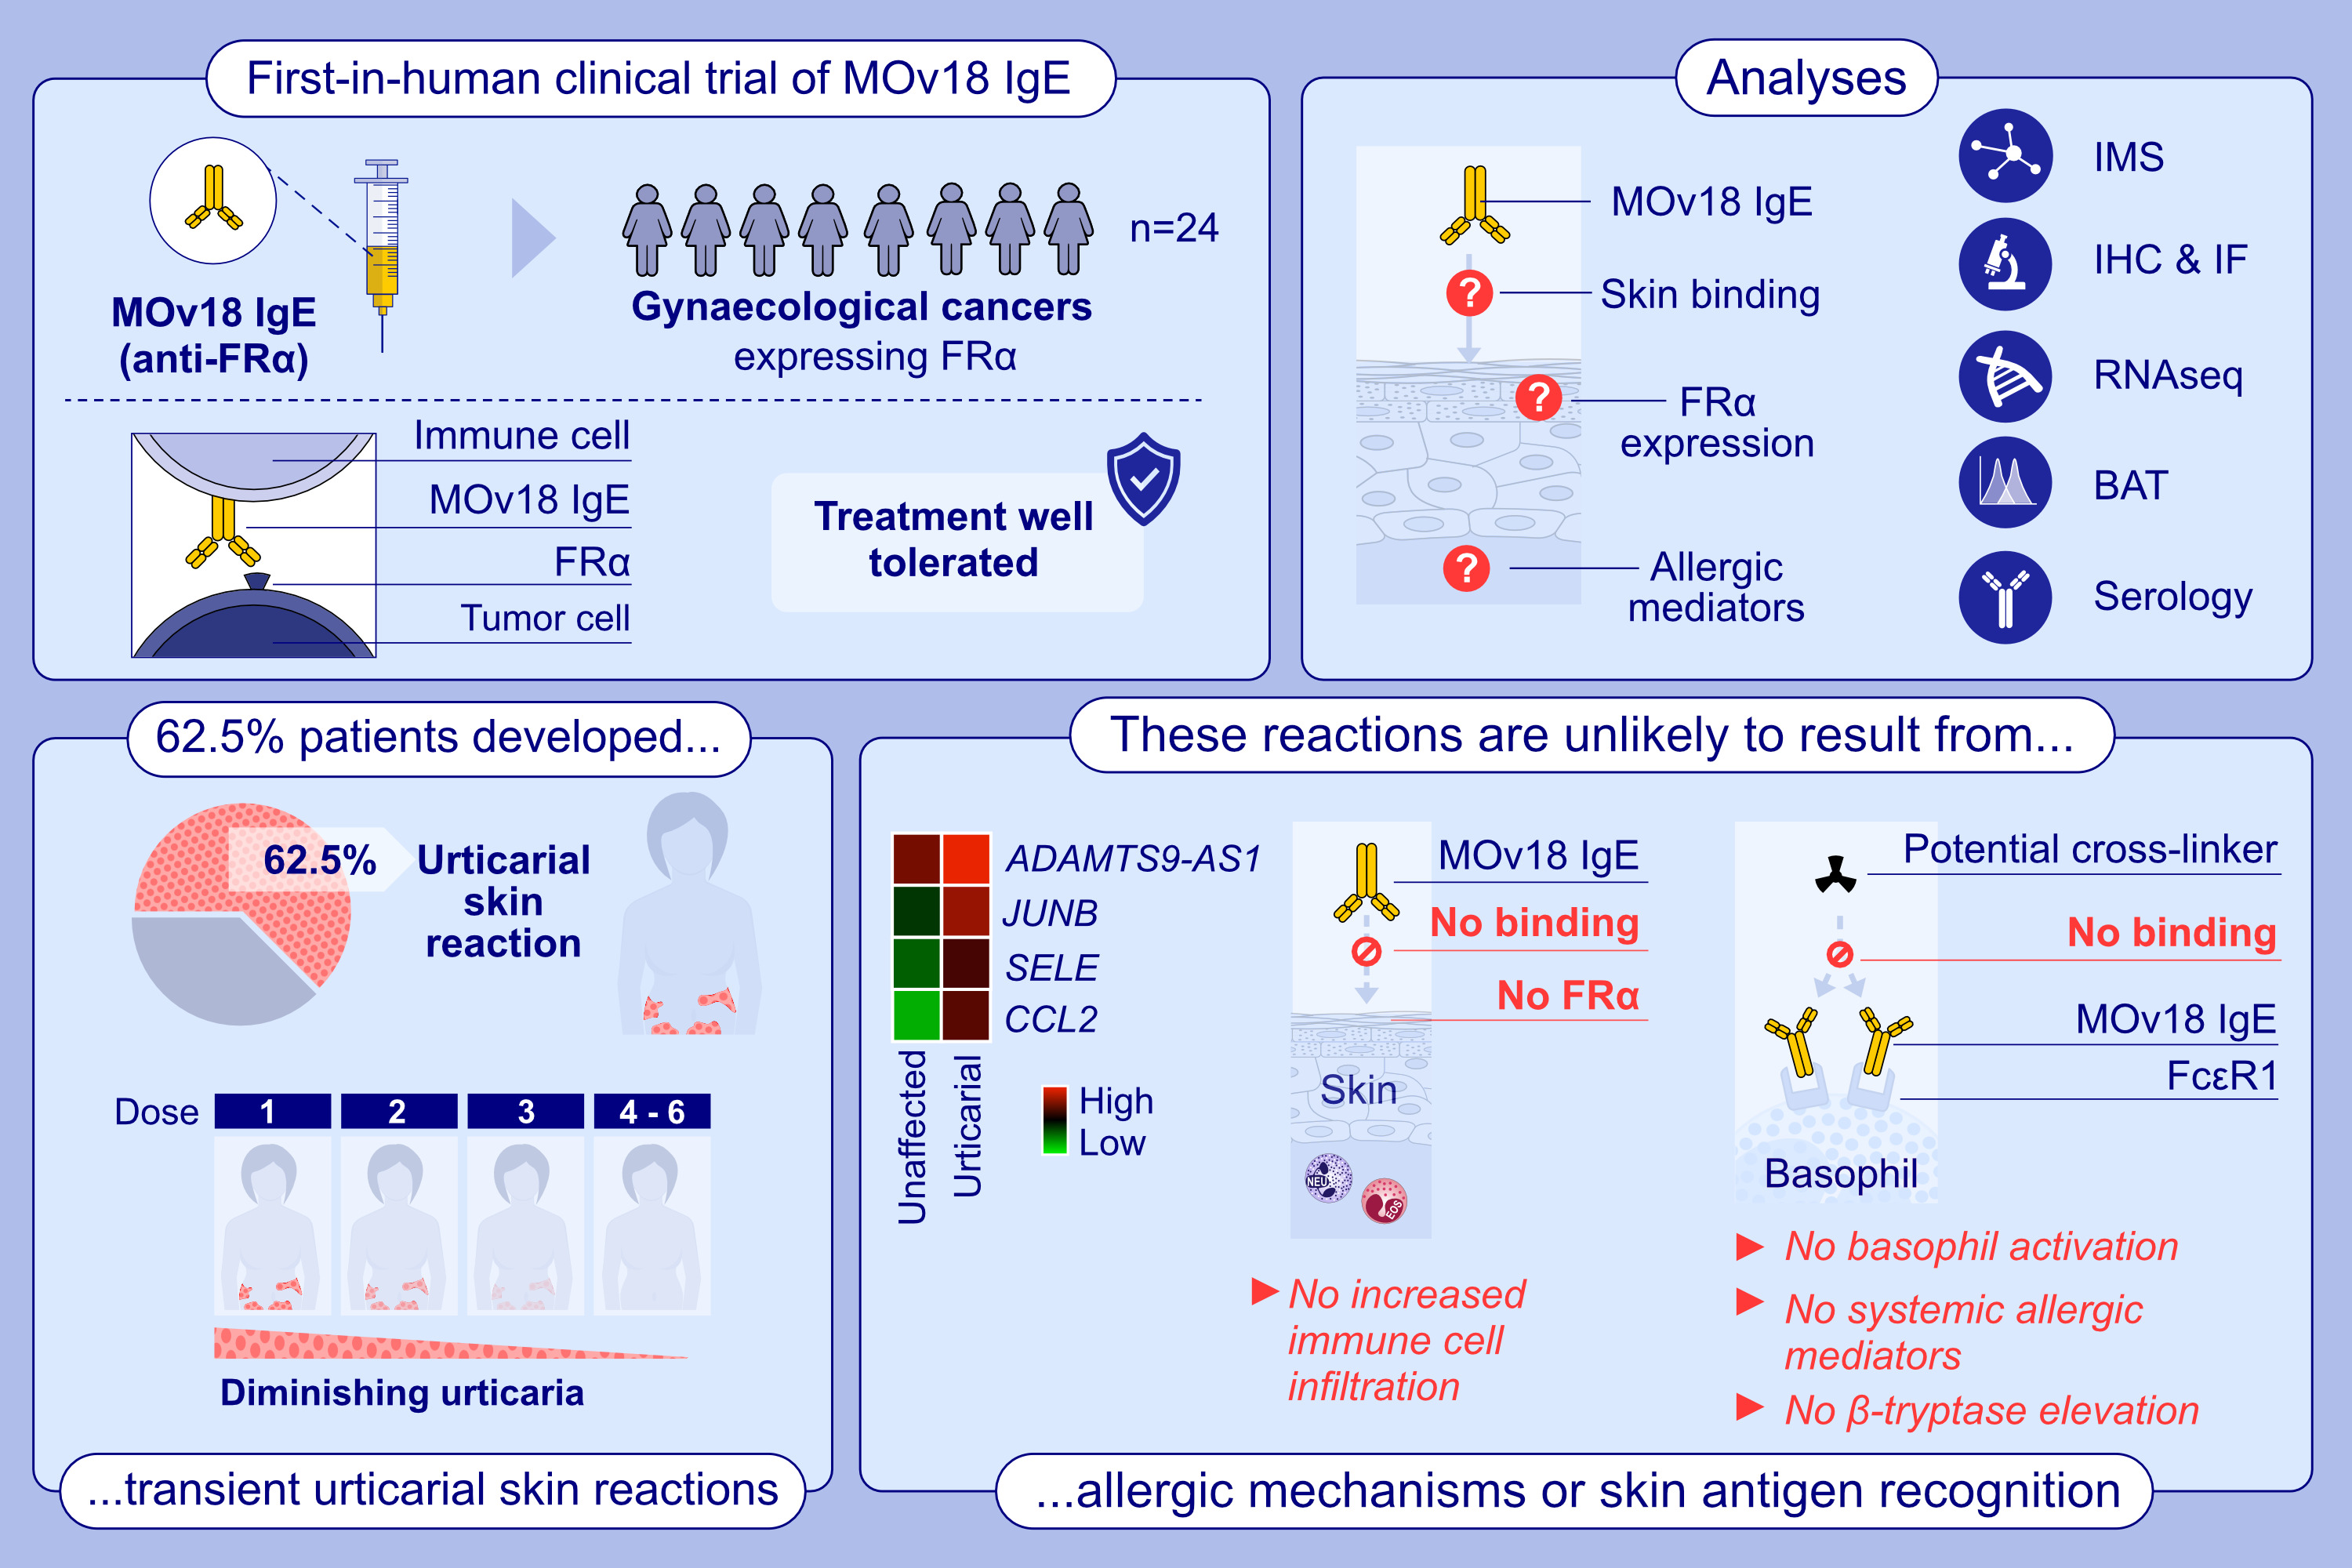 First-in-human clinical trial of MOv18 IgE
MOv18 IgE
(anti-FRα)
n=24
Gynaecological cancers
expressing FRα
Immune cell
MOv18 IgE
FRα
Tumor cell
Treatment well
tolerated
Analyses
MOv18 IgE
?
Skin binding
?
FRα
expression
?
Allergic
mediators
IMS
IHC & IF
RNAseq
BAT
Serology
62.5% patients developed...
62.5%
Urticarial
skin
reaction
Dose
1
2
3
4 - 6
Diminishing urticaria
...transient urticarial skin reactions
These reactions are unlikely to result from...
ADAMTS9-AS1
JUNB
SELE
CCL2
Unaffected
Urticarial
High
Low
MOv18 IgE
No binding
No FRα
Skin
NEU
EOS
No increased
immune cell
infiltration
Potential cross-linker
No binding
MOv18 IgE
FcεR1
Basophil
No basophil activation
No systemic allergic
mediators
No β-tryptase elevation
...allergic mechanisms or skin antigen recognition